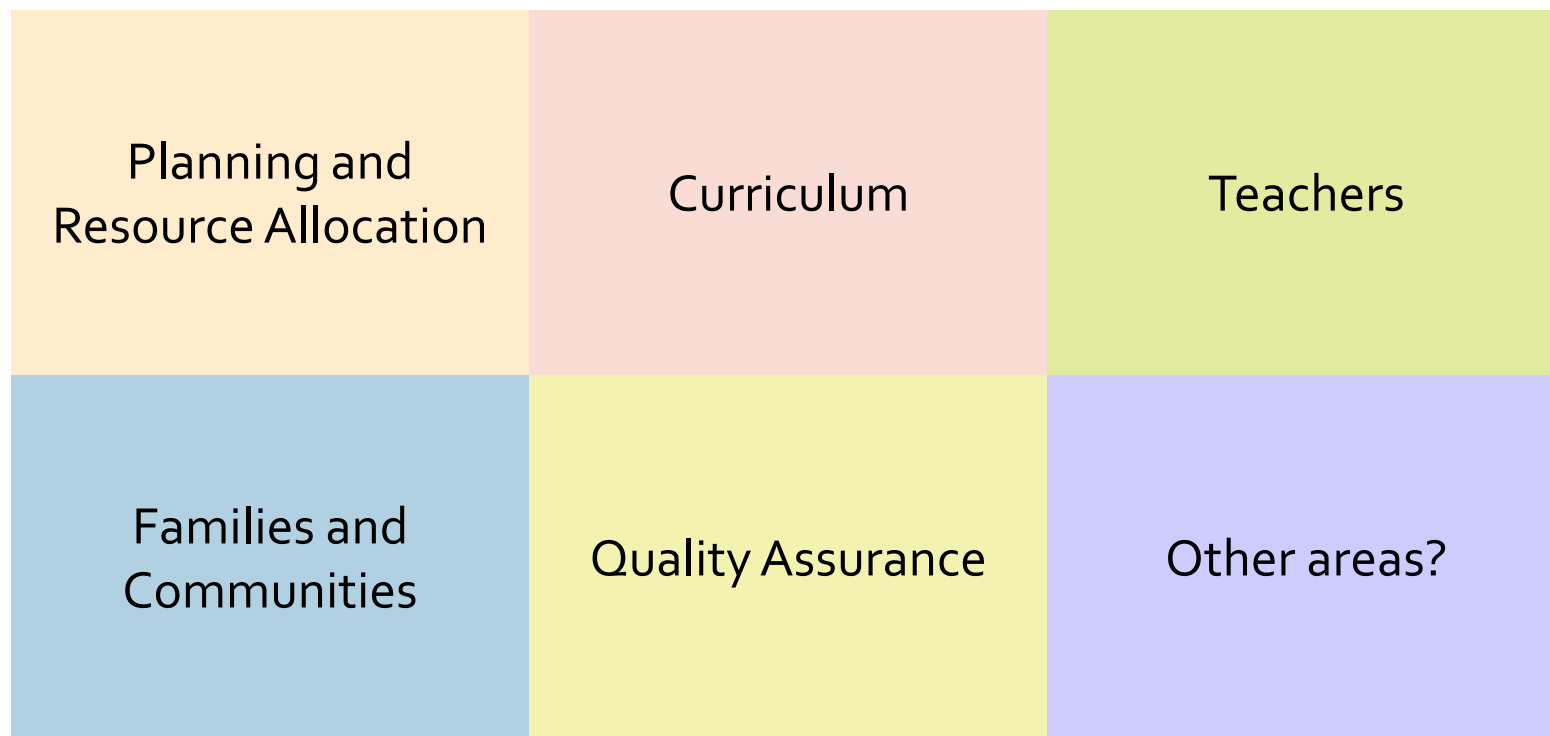 Planning and
Resource Allocation
Curriculum
Teachers
Families and
Communities
Quality Assurance
Other areas?